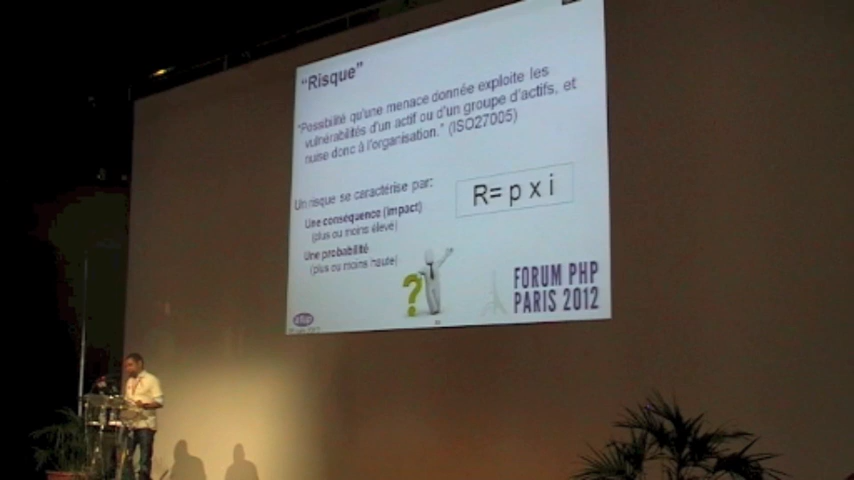 “Risque”
“Possibilité qu'une menace donnée exploite les
vulnérabilités d'un actif ou d'un groupe d'actifs, et
nuise donc à l'organisation.” (ISO27005)
Un risque se caractérise par:
R= p x i
Une conséquence (impact)
(plus ou moins élevé)
Une probabilité
(plus ou moins haute)
?
FORUM PHP
PARIS 2012